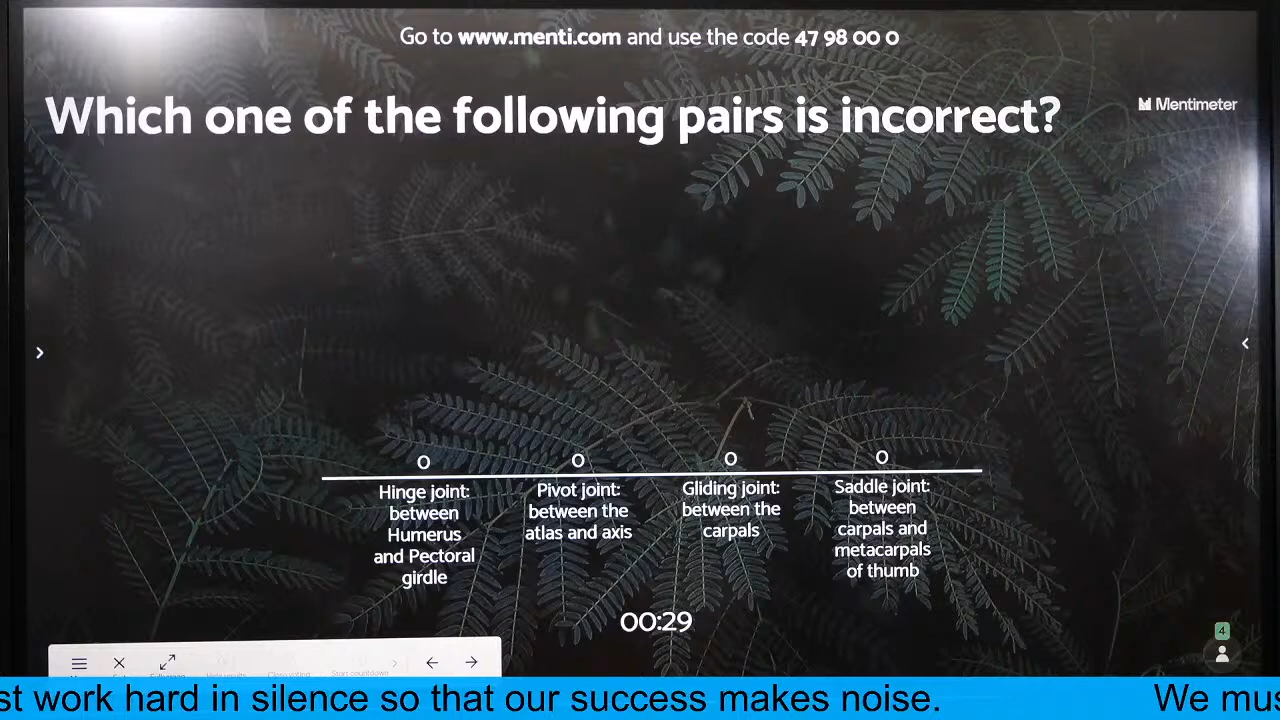 Go to www.menti.com and use the code 47 98 00 0
Which one of the following pairs is incorrect?
Mentimeter
0
0
0
0
Hinge joint:
between
Humerus
and Pectoral
girdle
Pivot joint:
between the
atlas and axis
Gliding joint:
between the
carpals
Saddle joint:
between
carpals and
metacarpals
of thumb
00:29
4
Start countdown
st work hard in silence so that our success makes noise.
We mus